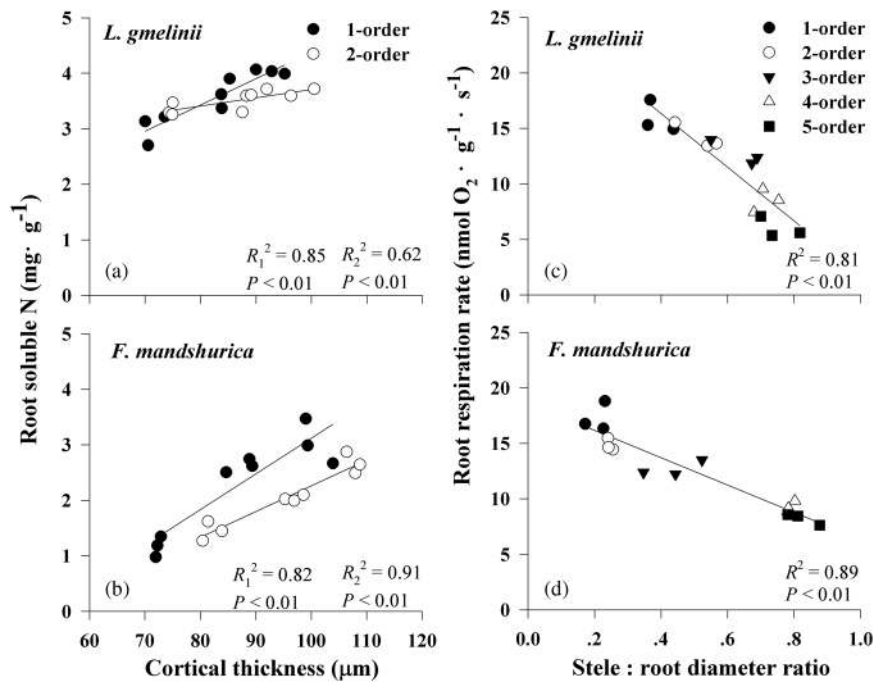 L. gmelinii
1-order
2-order
Root soluble N (mg· g⁻¹)
5
4
3
2
1
0
(a)
R₁² = 0.85 R₂² = 0.62
P < 0.01 P < 0.01
F. mandshurica
5
4
3
2
1
0
(b)
R₁² = 0.82 R₂² = 0.91
P < 0.01 P < 0.01
60 70 80 90 100 110 120
Cortical thickness (μm)
L. gmelinii
1-order
2-order
3-order
4-order
5-order
Root respiration rate (nmol O₂ · g⁻¹ · s⁻¹)
25
20
15
10
5
0
(c)
R² = 0.81
P < 0.01
F. mandshurica
25
20
15
10
5
0
(d)
R² = 0.89
P < 0.01
0.0 .2 .4 .6 .8 1.0
Stele : root diameter ratio